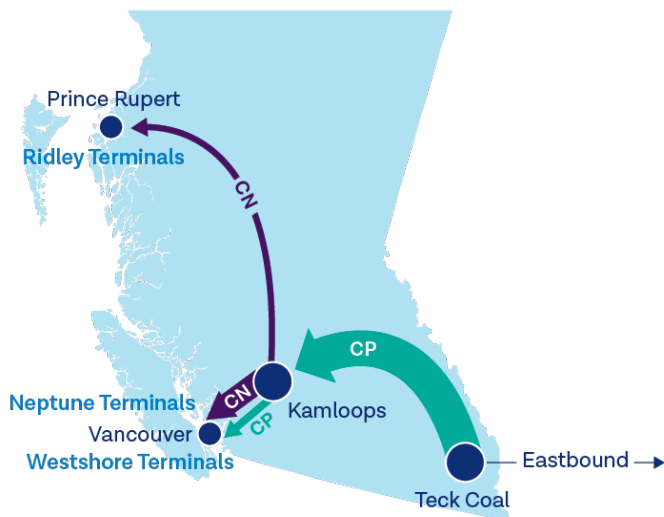 Prince Rupert
Ridley Terminals
CN
CP
Neptune Terminals
CN
Kamloops
CP
Vancouver
Westshore Terminals
Eastbound
Teck Coal